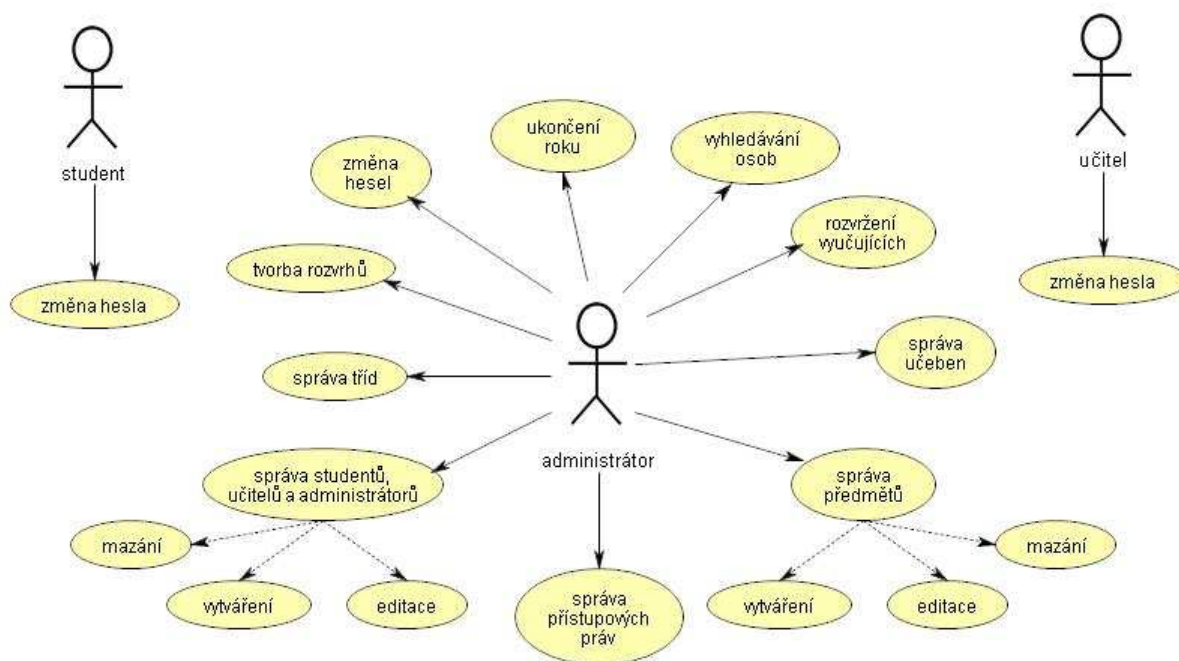 ukončení
roku
vyhledávání
osob
student
změna
hesel
učitel
rozvržení
vyučujících
tvorba rozvrhů
změna hesla
změna hesla
správa
učeben
správa tříd
administrátor
správa studentů,
učitelů a administrátorů
správa
předmětů
mazání
mazání
vytváření
editace
správa
přístupových
práv
vytváření
editace